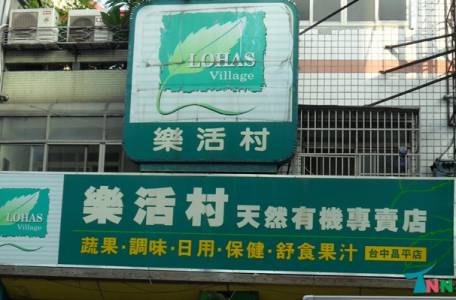 LOHAS
Village
樂活村
LOHAS
Village
樂活村 天然有機專賣店
蔬果·調味·日用·保健·舒食果汁 台中昌平店
TNN